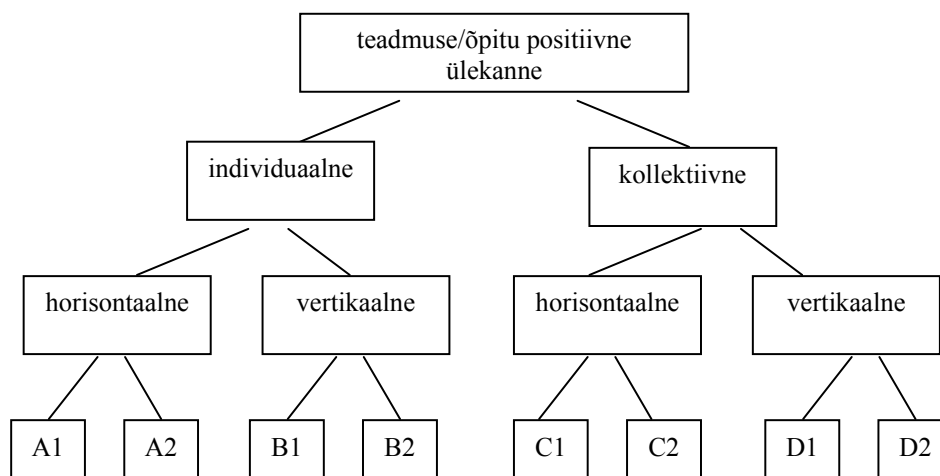 teadmuse/õpitu positiivne
ülekanne
individuaalne
kollektiivne
horisontaalne
vertikaalne
horisontaalne
vertikaalne
A1
A2
B1
B2
C1
C2
D1
D2